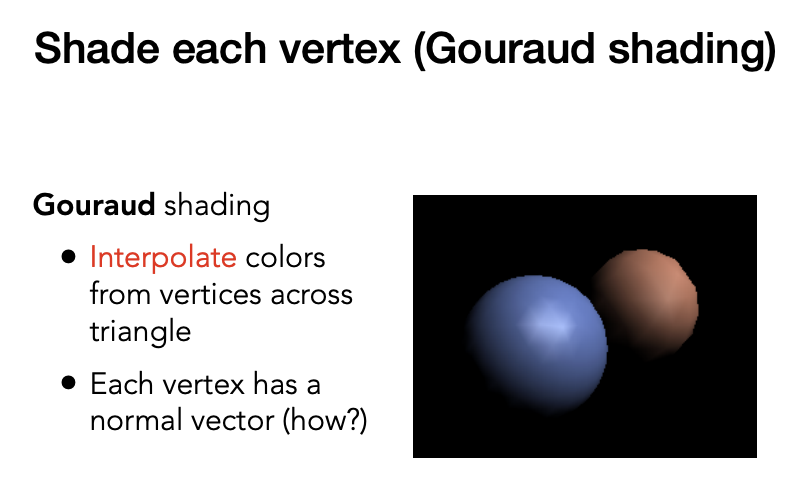 Shade each vertex (Gouraud shading)
Gouraud shading
● Interpolate colors
from vertices across
triangle
● Each vertex has a
normal vector (how?)